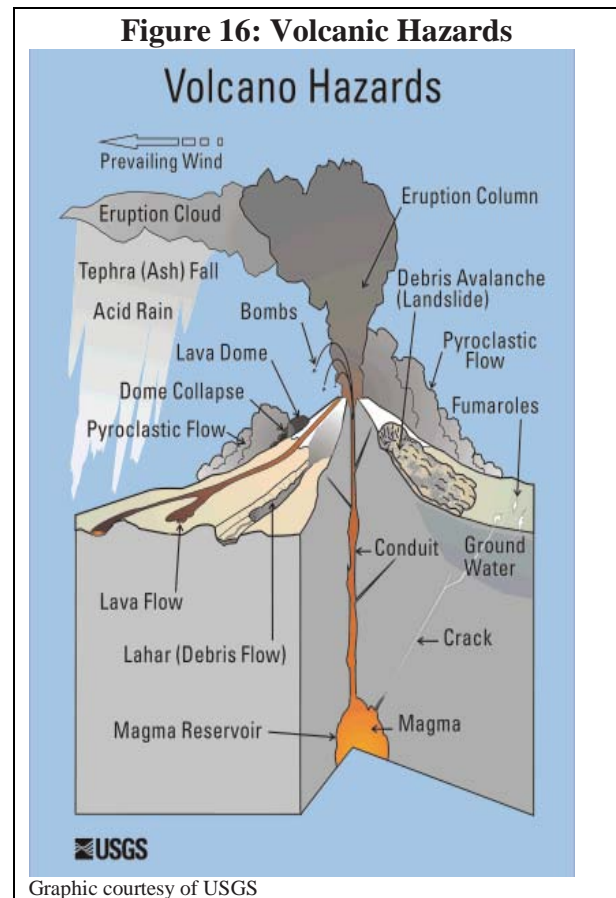 Figure 16: Volcanic Hazards
Volcano Hazards
Prevailing Wind
Eruption Cloud
Eruption Column
Tephra (Ash) Fall
Debris Avalanche
(Landslide)
Acid Rain
Bombs
Pyroclastic
Flow
Lava Dome
Dome Collapse
Fumaroles
Pyroclastic Flow
Conduit
Ground
Water
Lava Flow
Crack
Lahar (Debris Flow)
Magma Reservoir
Magma
USGS
Graphic courtesy of USGS